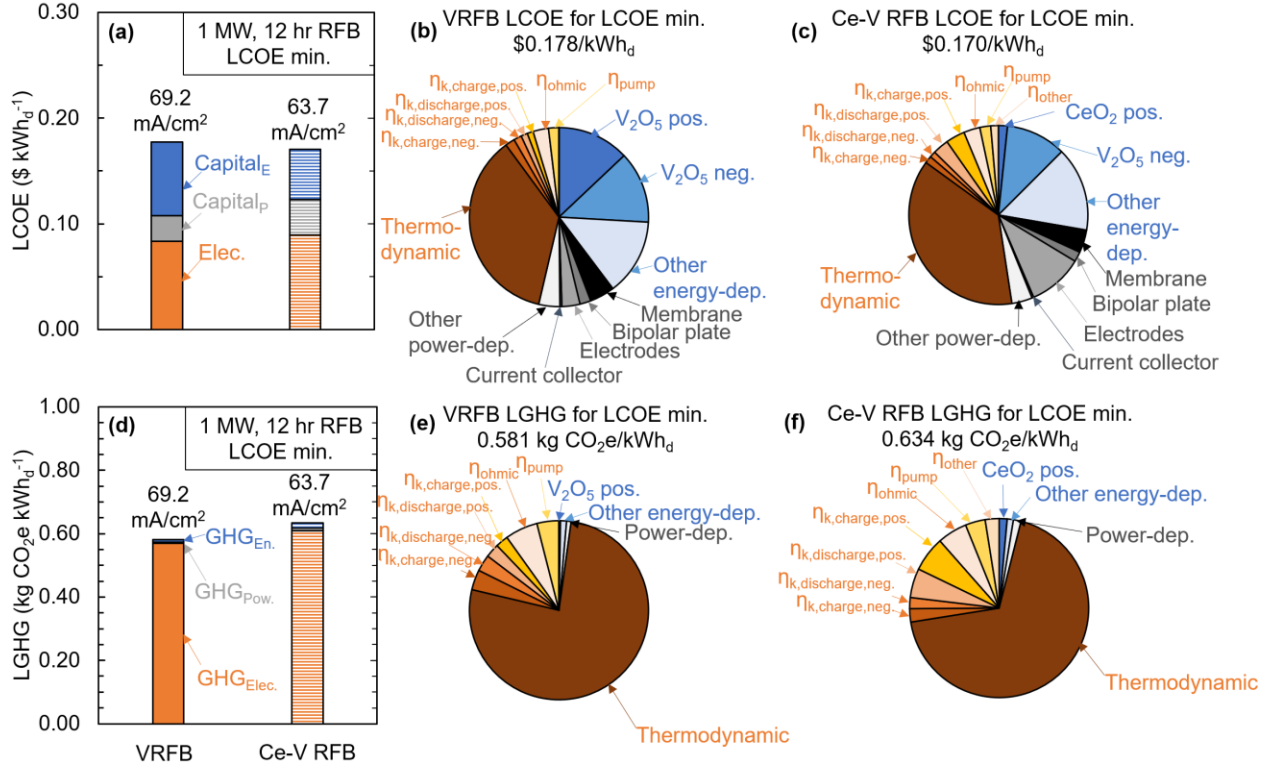 (a)
1 MW, 12 hr RFB
LCOE min.
0.30
0.20
0.10
0.00
LCOE ($ kWh_d^-1)
69.2
mA/cm²
63.7
mA/cm²
Capital_E
Capital_P
Elec.
(b)
VRFB LCOE for LCOE min.
$0.178/kWh_d
η_k,charge,pos.
η_ohmic
η_pump
η_k,discharge,pos.
η_k,discharge,neg.
η_k,charge,neg.
V₂O₅ pos.
V₂O₅ neg.
Thermo-
dynamic
Other
energy-dep.
Membrane
Bipolar plate
Electrodes
Other
power-dep.
Current collector
(c)
Ce-V RFB LCOE for LCOE min.
$0.170/kWh_d
η_ohmic
η_pump
η_other
η_k,charge,pos.
η_k,discharge,pos.
η_k,discharge,neg.
η_k,charge,neg.
CeO₂ pos.
V₂O₅ neg.
Other
energy-
dep.
Thermo-
dynamic
Membrane
Bipolar plate
Electrodes
Other power-dep.
Current collector
(d)
1 MW, 12 hr RFB
LCOE min.
1.00
0.80
0.60
0.40
0.20
0.00
LGHG (kg CO₂e kWh_d^-1)
69.2
mA/cm²
63.7
mA/cm²
GHG_En.
GHG_Pow.
GHG_Elec.
VRFB
Ce-V RFB
(e)
VRFB LGHG for LCOE min.
0.581 kg CO₂e/kWh_d
η_pump
η_ohmic
η_k,charge,pos.
η_k,discharge,pos.
η_k,discharge,neg.
η_k,charge,neg.
V₂O₅ pos.
Other energy-dep.
Power-dep.
Thermodynamic
(f)
Ce-V RFB LGHG for LCOE min.
0.634 kg CO₂e/kWh_d
η_other
η_pump
η_ohmic
η_k,charge,pos.
η_k,discharge,pos.
η_k,discharge,neg.
η_k,charge,neg.
CeO₂ pos.
Other energy-dep.
Power-dep.
Thermodynamic